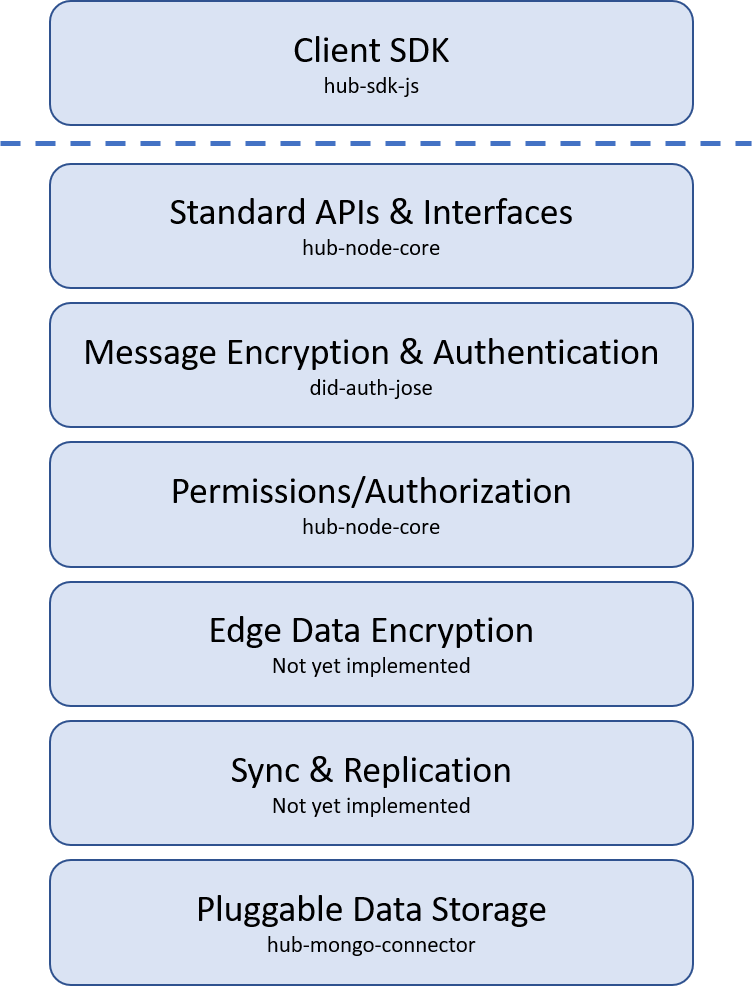 Client SDK
hub-sdk-js
Standard APIs & Interfaces
hub-node-core
Message Encryption & Authentication
did-auth-jose
Permissions/Authorization
hub-node-core
Edge Data Encryption
Not yet implemented
Sync & Replication
Not yet implemented
Pluggable Data Storage
hub-mongo-connector